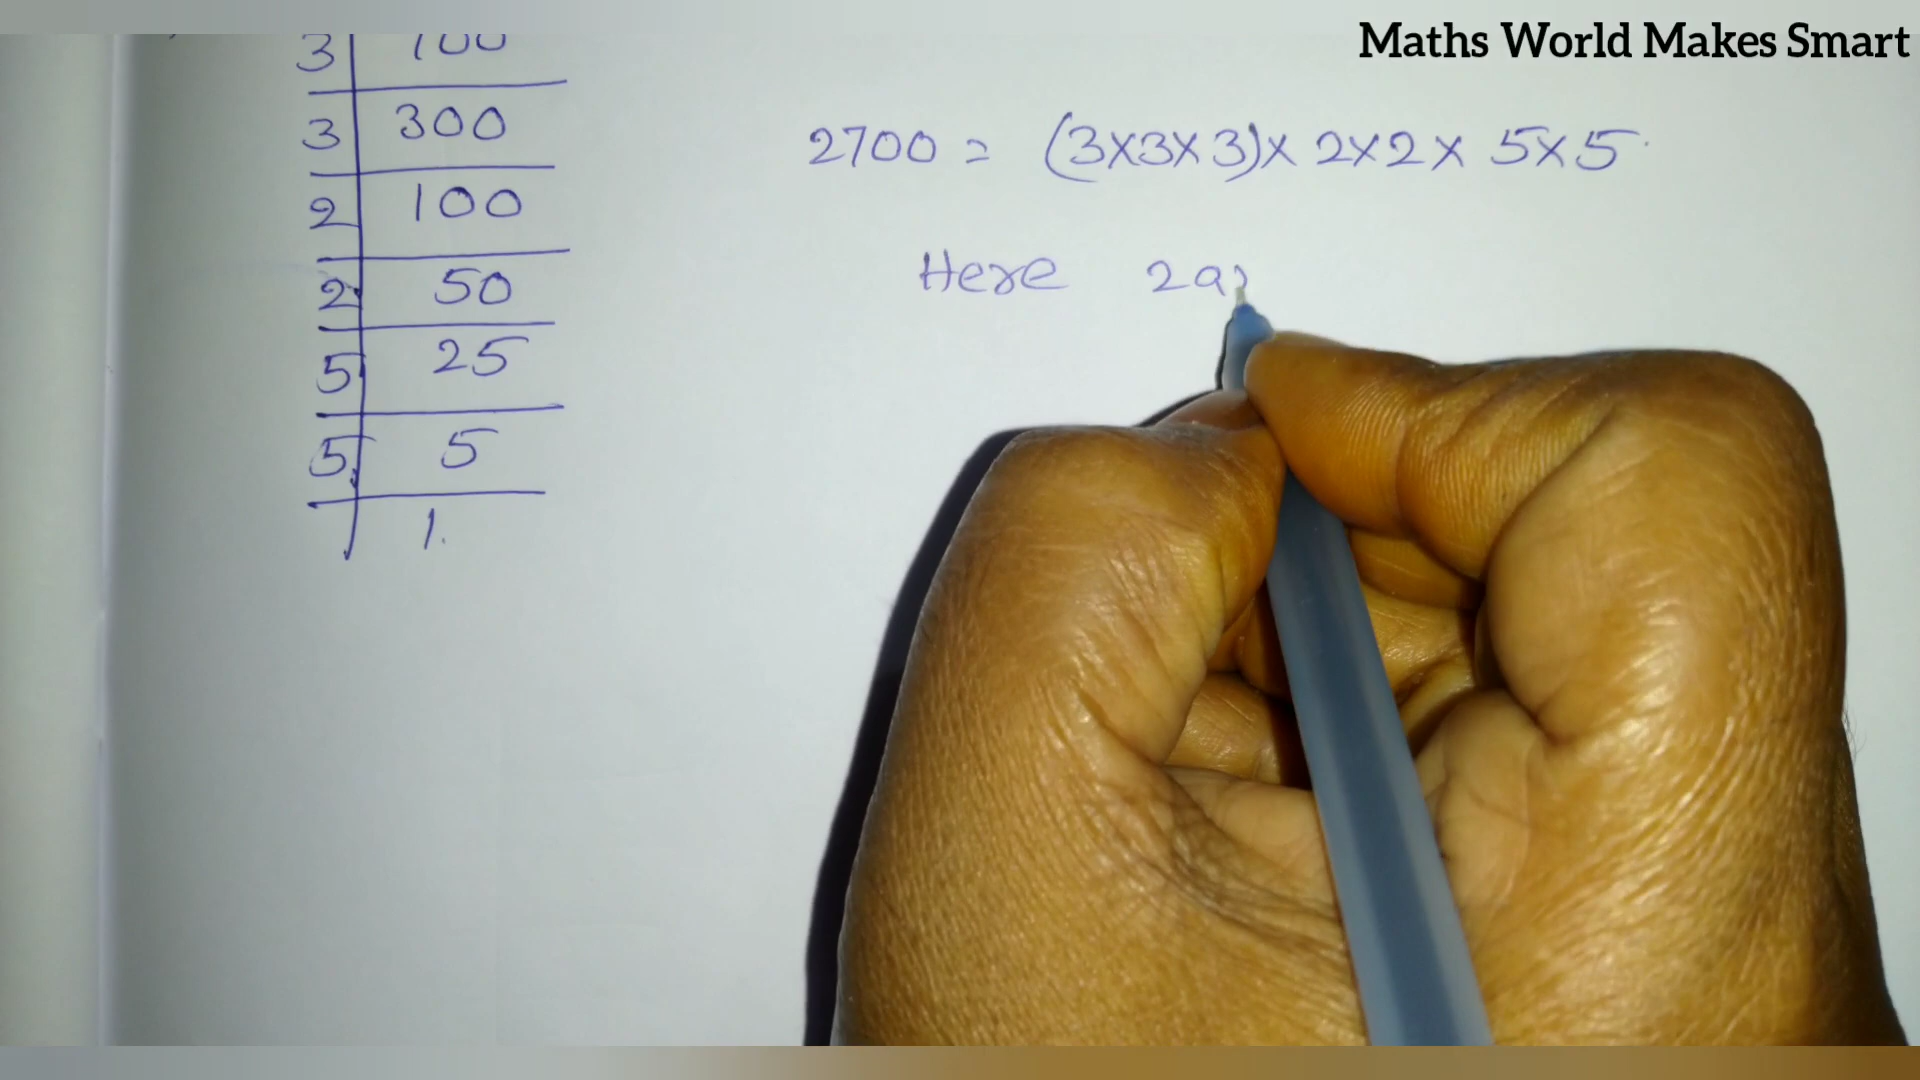 Maths World Makes Smart
3 | 100
3 | 300
2 | 100
2 | 50
5 | 25
5 | 5
1.
2700 = (3×3×3)× 2×2× 5×5
Here 2